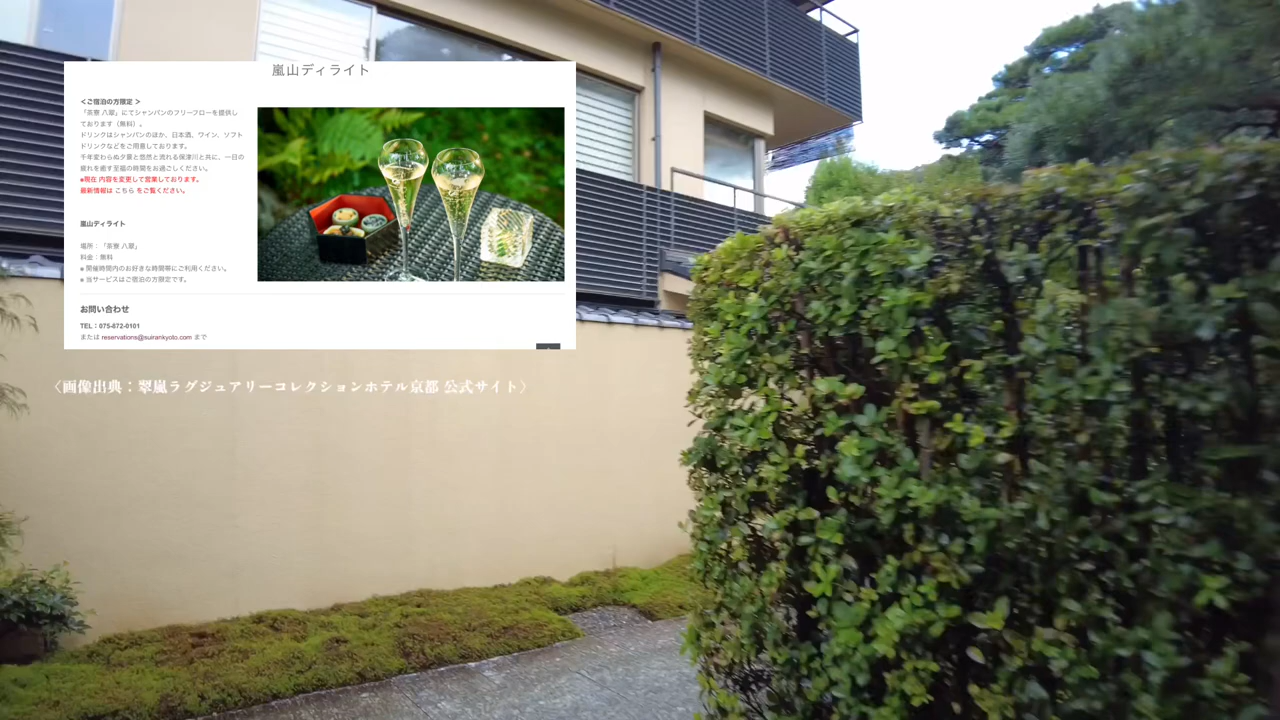 嵐山ディライト
＜ご宿泊の方限定 ＞
「茶寮 八翠」にてシャンパンのフリーフローを提供し
ております（無料）。
ドリンクはシャンパンのほか、日本酒、ワイン、ソフト
ドリンクなどをご用意しております。
千年変わらぬ夕景と悠然と流れる保津川と共に、一日の
疲れを癒す至福の時間をお過ごしください。
●現在 内容を変更して営業しております。
最新情報は こちら をご覧ください。
嵐山ディライト
場所：「茶寮 八翠」
料金：無料
● 開催時間内のお好きな時間帯にご利用ください。
● 当サービスはご宿泊の方限定です。
お問い合わせ
TEL：075-872-0101
または reservations@suirankyoto.com まで
〈画像出典：翠嵐ラグジュアリーコレクションホテル京都 公式サイト〉